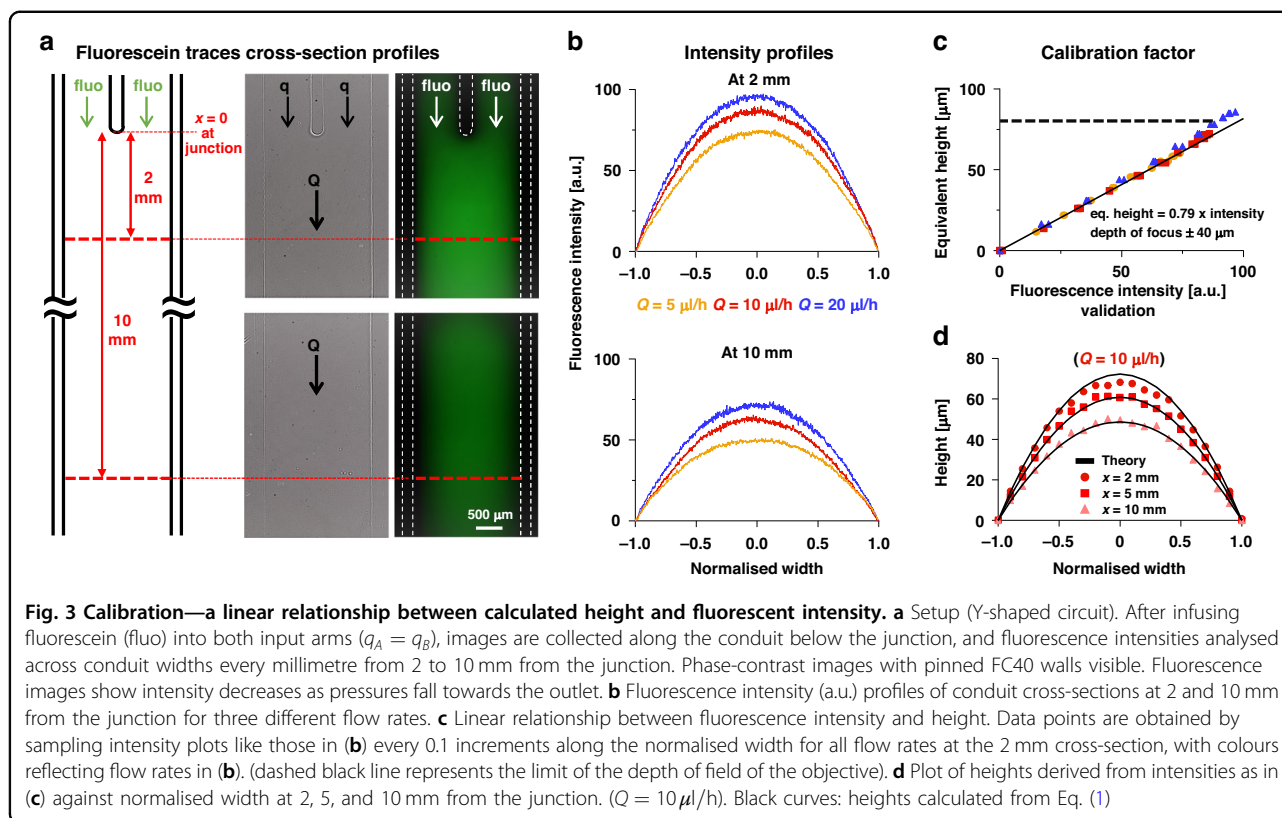 a
Fluorescein traces cross-section profiles
fluo
fluo
x = 0
at
junction
2
mm
10
mm
q
q
Q
fluo
fluo
Q
500 μm
b
Intensity profiles
At 2 mm
Fluorescence intensity [a.u.]
100
75
50
25
0
−1.0
−0.5
0.0
0.5
1.0
Q = 5 μl/h
Q = 10 μl/h
Q = 20 μl/h
At 10 mm
100
75
50
25
0
−1.0
−0.5
0.0
0.5
1.0
Normalised width
c
Calibration factor
Equivalent height [μm]
100
50
0
0
50
100
eq. height = 0.79 x intensity
depth of focus ± 40 μm
Fluorescence intensity [a.u.]
validation
d
(Q = 10 μl/h)
Height [μm]
80
60
40
20
0
Theory
x = 2 mm
x = 5 mm
x = 10 mm
−1.0
−0.5
0
0.5
1.0
Normalised width
Fig. 3 Calibration—a linear relationship between calculated height and fluorescent intensity. a Setup (Y-shaped circuit). After infusing
fluorescein (fluo) into both input arms (qA = qB), images are collected along the conduit below the junction, and fluorescence intensities analysed
across conduit widths every millimetre from 2 to 10 mm from the junction. Phase-contrast images with pinned FC40 walls visible. Fluorescence
images show intensity decreases as pressures fall towards the outlet. b Fluorescence intensity (a.u.) profiles of conduit cross-sections at 2 and 10 mm
from the junction for three different flow rates. c Linear relationship between fluorescence intensity and height. Data points are obtained by
sampling intensity plots like those in (b) every 0.1 increments along the normalised width for all flow rates at the 2 mm cross-section, with colours
reflecting flow rates in (b). (dashed black line represents the limit of the depth of field of the objective). d Plot of heights derived from intensities as in
(c) against normalised width at 2, 5, and 10 mm from the junction. (Q = 10 μl/h). Black curves: heights calculated from Eq. (1)